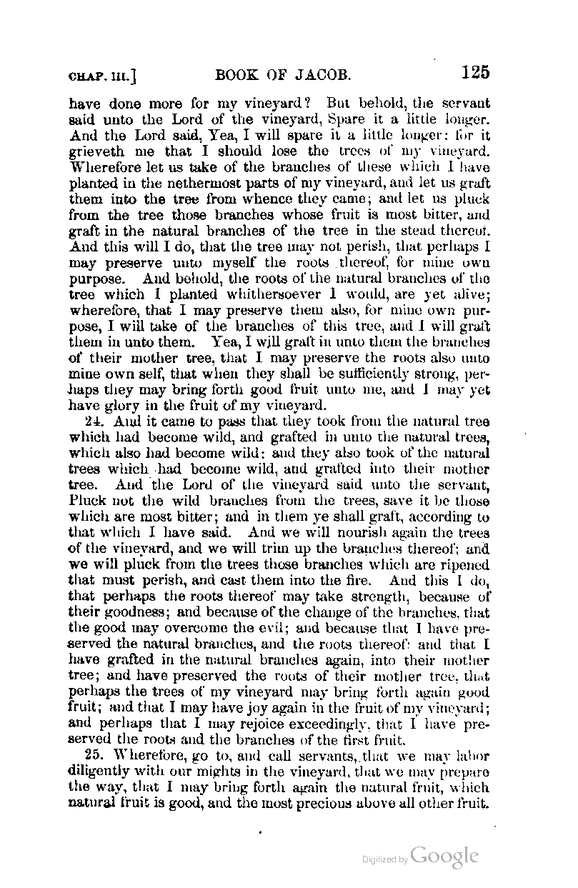 CHAP. III.] BOOK OF JACOB. 125
have done more for my vineyard? But behold, the servant
said unto the Lord of the vineyard, Spare it a little longer.
And the Lord said, Yea, I will spare it a little longer: for it
grieveth me that I should lose the trees of my vineyard.
Wherefore let us take of the branches of these which I have
planted in the nethermost parts of my vineyard, and let us graft
them into the tree from whence they came; and let us pluck
from the tree those branches whose fruit is most bitter, and
graft in the natural branches of the tree in the stead thereof.
And this will I do, that the tree may not perish, that perhaps I
may preserve unto myself the roots thereof, for mine own
purpose. And behold, the roots of the natural branches of the
tree which I planted whithersoever I would, are yet alive;
wherefore, that I may preserve them also, for mine own pur-
pose, I will take of the branches of this tree, and I will graft
them in unto them. Yea, I will graft in unto them the branches
of their mother tree, that I may preserve the roots also unto
mine own self, that when they shall be sufficiently strong, per-
haps they may bring forth good fruit unto me, and I may yet
have glory in the fruit of my vineyard.
24. And it came to pass that they took from the natural tree
which had become wild, and grafted in unto the natural trees,
which also had become wild; and they also took of the natural
trees which had become wild, and grafted into their mother
tree. And the Lord of the vineyard said unto the servant,
Pluck not the wild branches from the trees, save it be those
which are most bitter; and in them ye shall graft, according to
that which I have said. And we will nourish again the trees
of the vineyard, and we will trim up the branches thereof; and
we will pluck from the trees those branches which are ripened
that must perish, and cast them into the fire. And this I do,
that perhaps the roots thereof may take strength, because of
their goodness; and because of the change of the branches, that
the good may overcome the evil; and because that I have pre-
served the natural branches, and the roots thereof: and that I
have grafted in the natural branches again, into their mother
tree; and have preserved the roots of their mother tree, that
perhaps the trees of my vineyard may bring forth again good
fruit; and that I may have joy again in the fruit of my vineyard;
and perhaps that I may rejoice exceedingly, that I have pre-
served the roots and the branches of the first fruit.
25. Wherefore, go to, and call servants, that we may labor
diligently with our mights in the vineyard, that we may prepare
the way, that I may bring forth again the natural fruit, which
natural fruit is good, and the most precious above all other fruit.
Digitized by Google